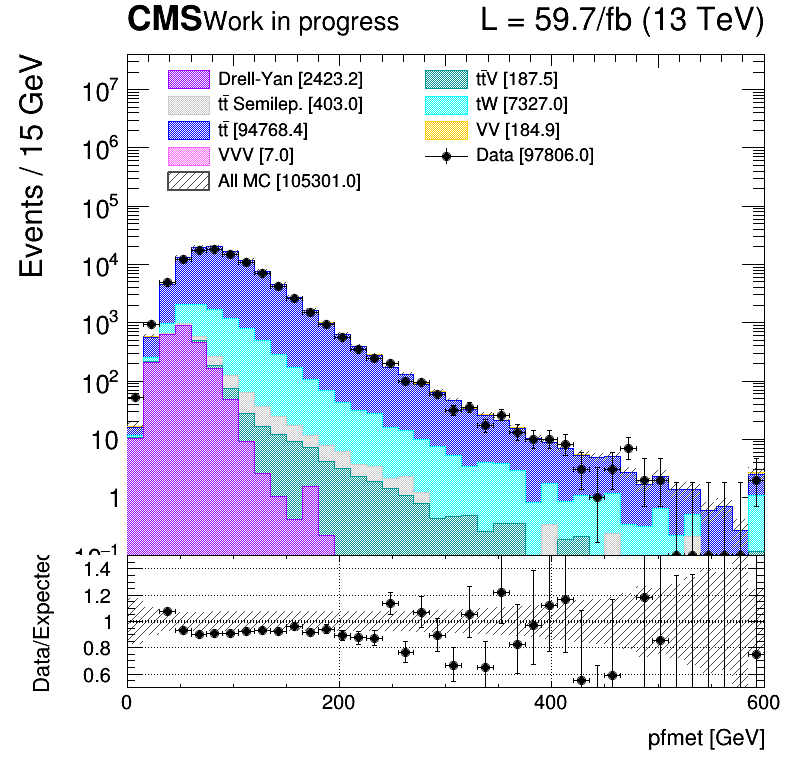 CMS Work in progress L = 59.7/fb (13 TeV)
Events / 15 GeV
Drell-Yan [2423.2]
tt̄ Semilep. [403.0]
tt̄ [94768.4]
VVV [7.0]
All MC [105301.0]
tt̄V [187.5]
tW [7327.0]
VV [184.9]
Data [97806.0]
10⁷
10⁶
10⁵
10⁴
10³
10²
10
1
10⁻¹
Data/Expected
1.4
1.2
1
0.8
0.6
0 200 400 600
pfmet [GeV]